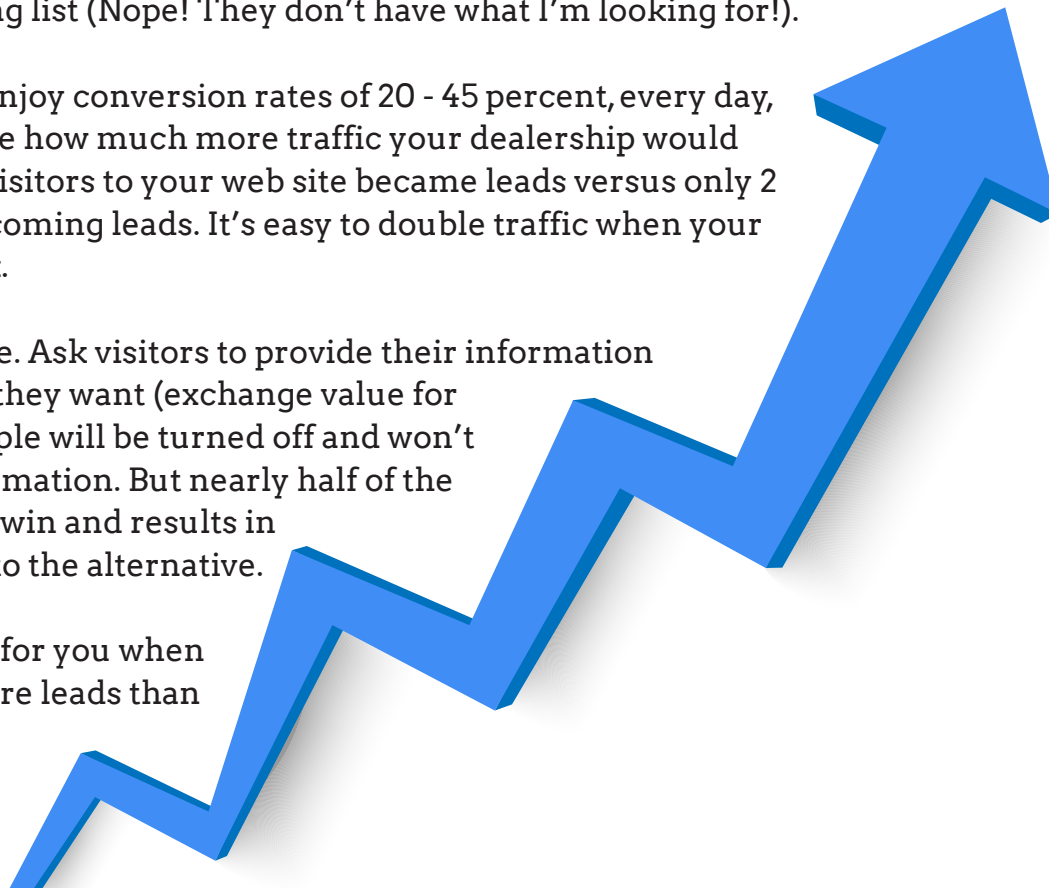 ng list (Nope! They don't have what I'm looking for!).
njoy conversion rates of 20 - 45 percent, every day,
e how much more traffic your dealership would
isitors to your web site became leads versus only 2
coming leads. It's easy to double traffic when your
.
e. Ask visitors to provide their information
they want (exchange value for
ple will be turned off and won't
mation. But nearly half of the
win and results in
to the alternative.
for you when
re leads than